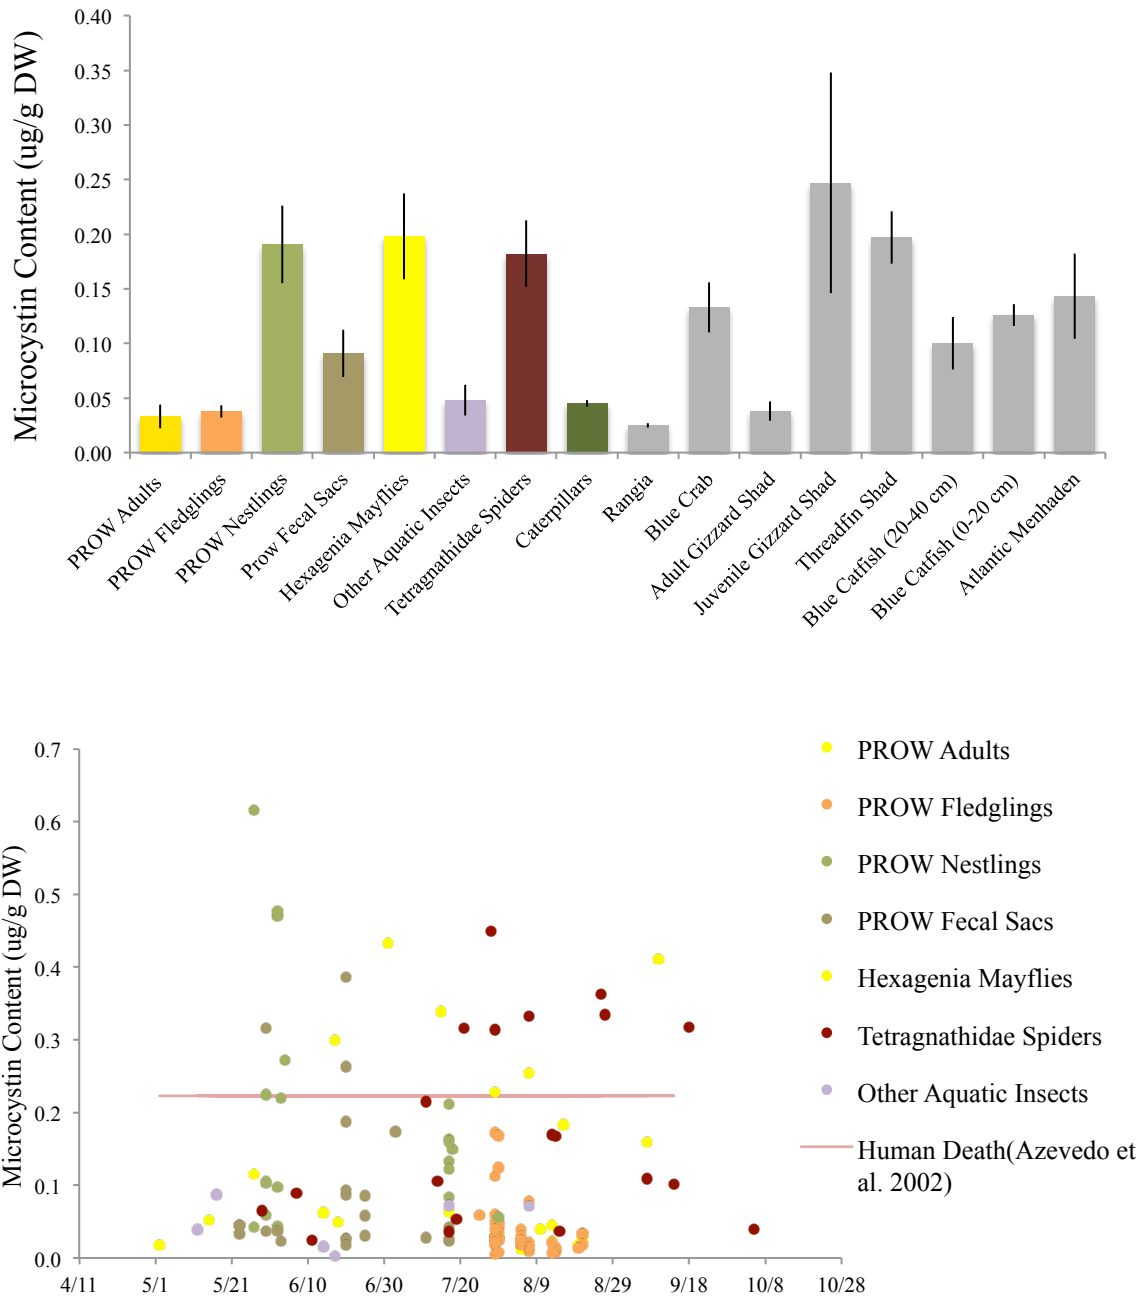 Microcystin Content (ug/g DW)
0.40
0.35
0.30
0.25
0.20
0.15
0.10
0.05
0.00
PROW Adults
PROW Fledglings
PROW Nestlings
Prow Fecal Sacs
Hexagenia Mayflies
Other Aquatic Insects
Tetragnathidae Spiders
Caterpillars
Rangia
Blue Crab
Adult Gizzard Shad
Juvenile Gizzard Shad
Threadfin Shad
Blue Catfish (20-40 cm)
Blue Catfish (0-20 cm)
Atlantic Menhaden
Microcystin Content (ug/g DW)
0.7
0.6
0.5
0.4
0.3
0.2
0.1
0.0
4/11 5/1 5/21 6/10 6/30 7/20 8/9 8/29 9/18 10/8 10/28
PROW Adults
PROW Fledglings
PROW Nestlings
PROW Fecal Sacs
Hexagenia Mayflies
Tetragnathidae Spiders
Other Aquatic Insects
Human Death(Azevedo et
al. 2002)